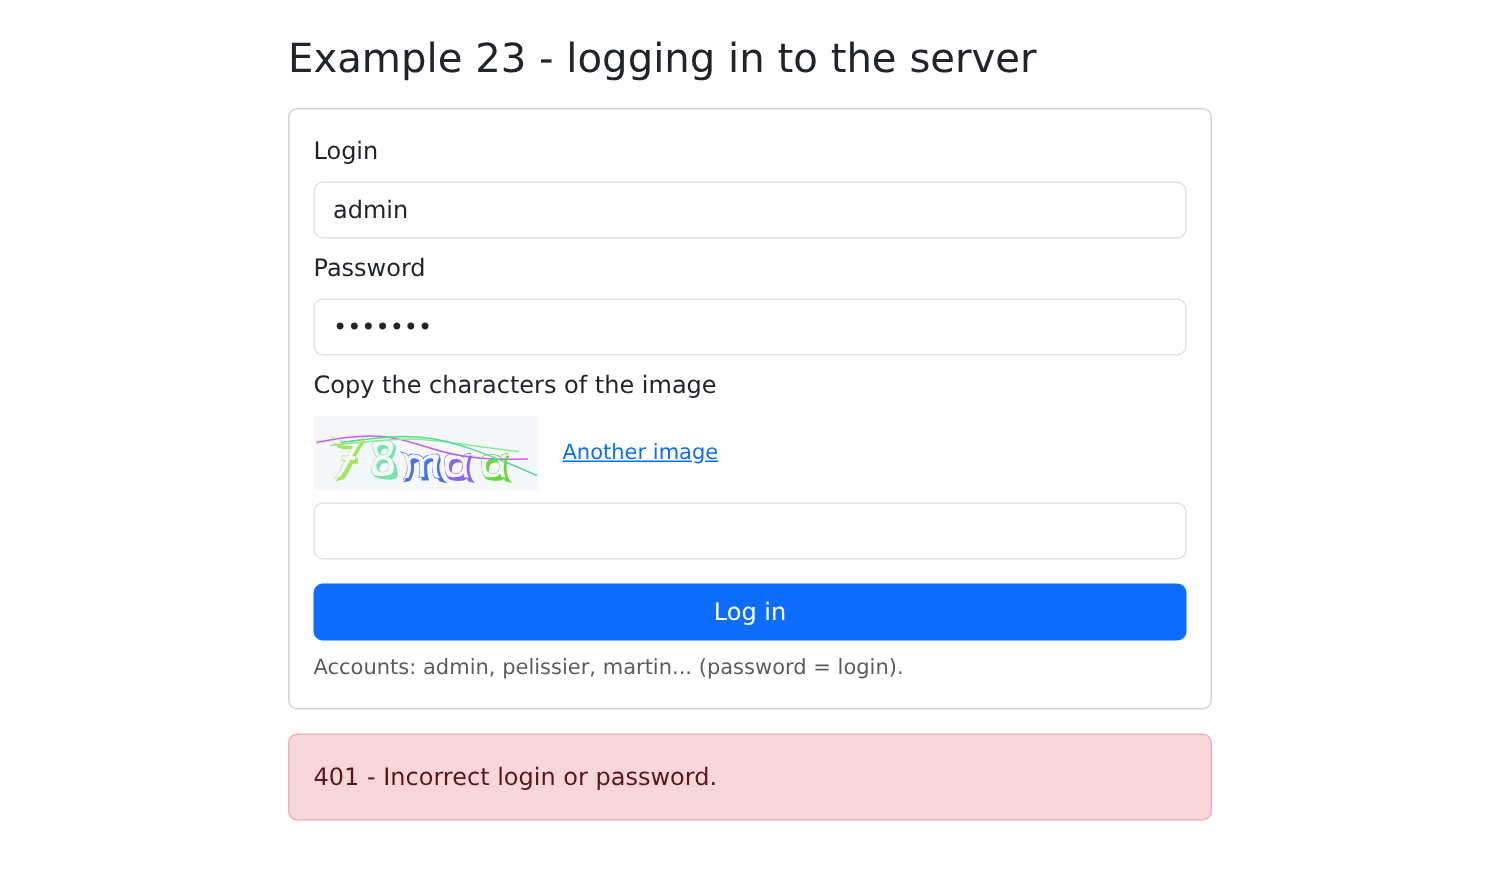 Example 23 - logging in to the server
Login
admin
Password
•••••••
Copy the characters of the image
78maa Another image
Log in
Accounts: admin, pelissier, martin... (password = login).
401 - Incorrect login or password.